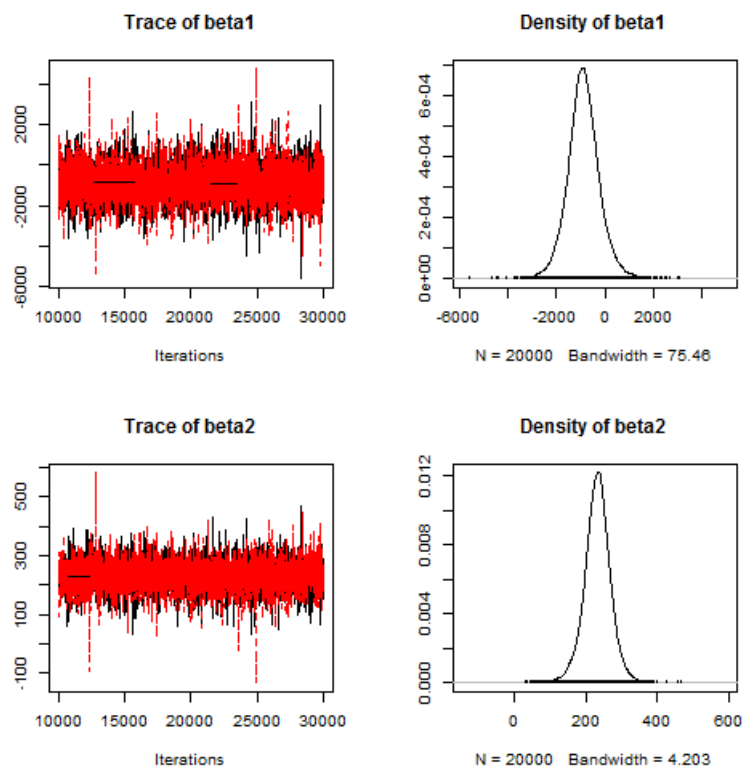 Trace of beta1
2000
-2000
-6000
10000 15000 20000 25000 30000
Iterations
Density of beta1
6e-04
4e-04
2e-04
0e+00
-6000 -2000 0 2000
N = 20000 Bandwidth = 75.46
Trace of beta2
500
300
100
-100
10000 15000 20000 25000 30000
Iterations
Density of beta2
0.012
0.008
0.004
0.000
0 200 400 600
N = 20000 Bandwidth = 4.203